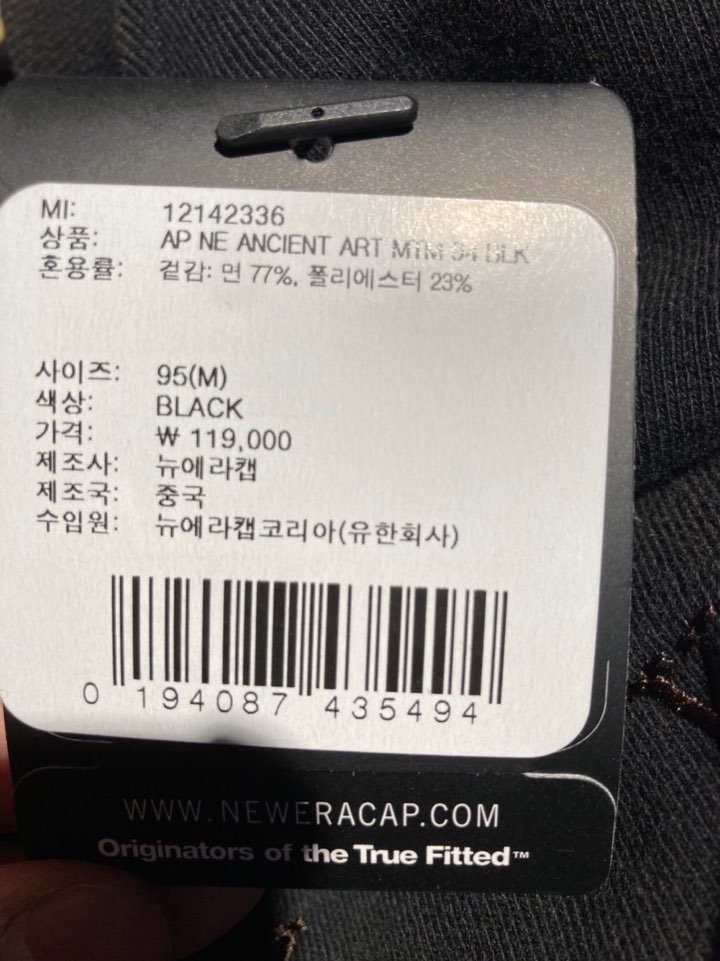 MI: 12142336
상품: AP NE ANCIENT ART MTM 34 BLK
혼용률: 겉감: 면 77%, 폴리에스터 23%
사이즈: 95(M)
색상: BLACK
가격: ₩ 119,000
제조사: 뉴에라캡
제조국: 중국
수입원: 뉴에라캡코리아(유한회사)
0 194087 435494
WWW.NEWERACAP.COM
Originators of the True Fitted™